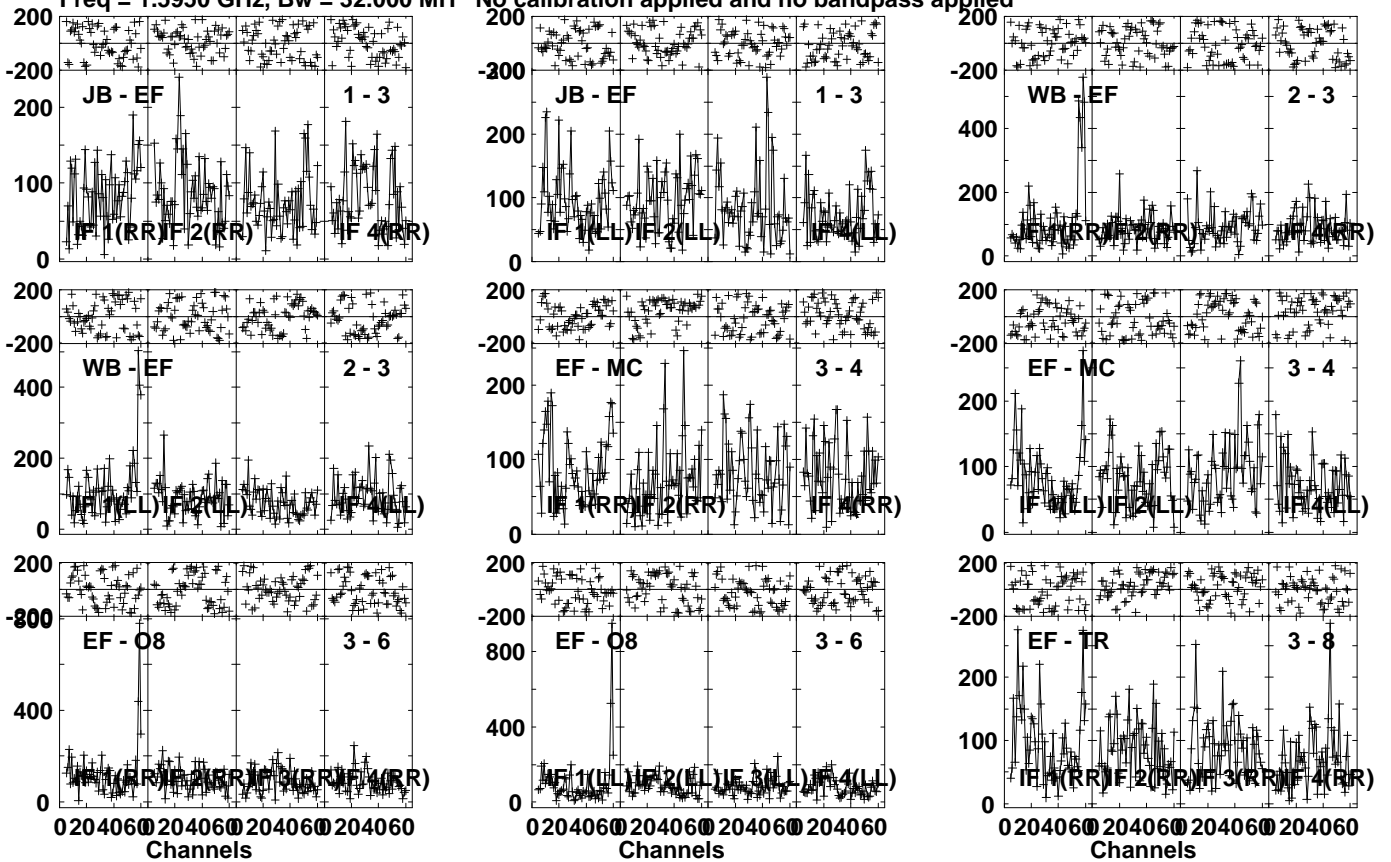 Freq = 1.5950 GHz, Bw = 32.000 MH No calibration applied and no bandpass applied
200 200 200
-200 -200 -200
JB - EF 1 - 3 JB - EF 1 - 3 WB - EF 2 - 3
200 300 400
100 200 200
0 100 0
0
IF 1(RR) IF 2(RR) IF 4(RR) IF 1(LL) IF 2(LL) IF 4(LL) IF 1(RR) IF 2(RR) IF 4(RR)
200 200 200
-200 -200 -200
WB - EF 2 - 3 EF - MC 3 - 4 EF - MC 3 - 4
400 200 200
200 100 100
0 0 0
IF 1(LL) IF 2(LL) IF 4(LL) IF 1(RR) IF 2(RR) IF 4(RR) IF 1(LL) IF 2(LL) IF 4(LL)
200 200 200
-200 -200 -200
800
EF - O8 3 - 6 EF - O8 3 - 6 EF - TR 3 - 8
400 800 200
0 400 100
0 0
IF 1(RR) IF 2(RR) IF 3(RR) IF 4(RR) IF 1(LL) IF 2(LL) IF 3(LL) IF 4(LL) IF 1(RR) IF 2(RR) IF 3(RR) IF 4(RR)
0 20 40 60 0 20 40 60 0 20 40 60 0 20 40 60 0 20 40 60 0 20 40 60 0 20 40 60 0 20 40 60 0 20 40 60 0 20 40 60 0 20 40 60 0 20 40 60
Channels Channels Channels